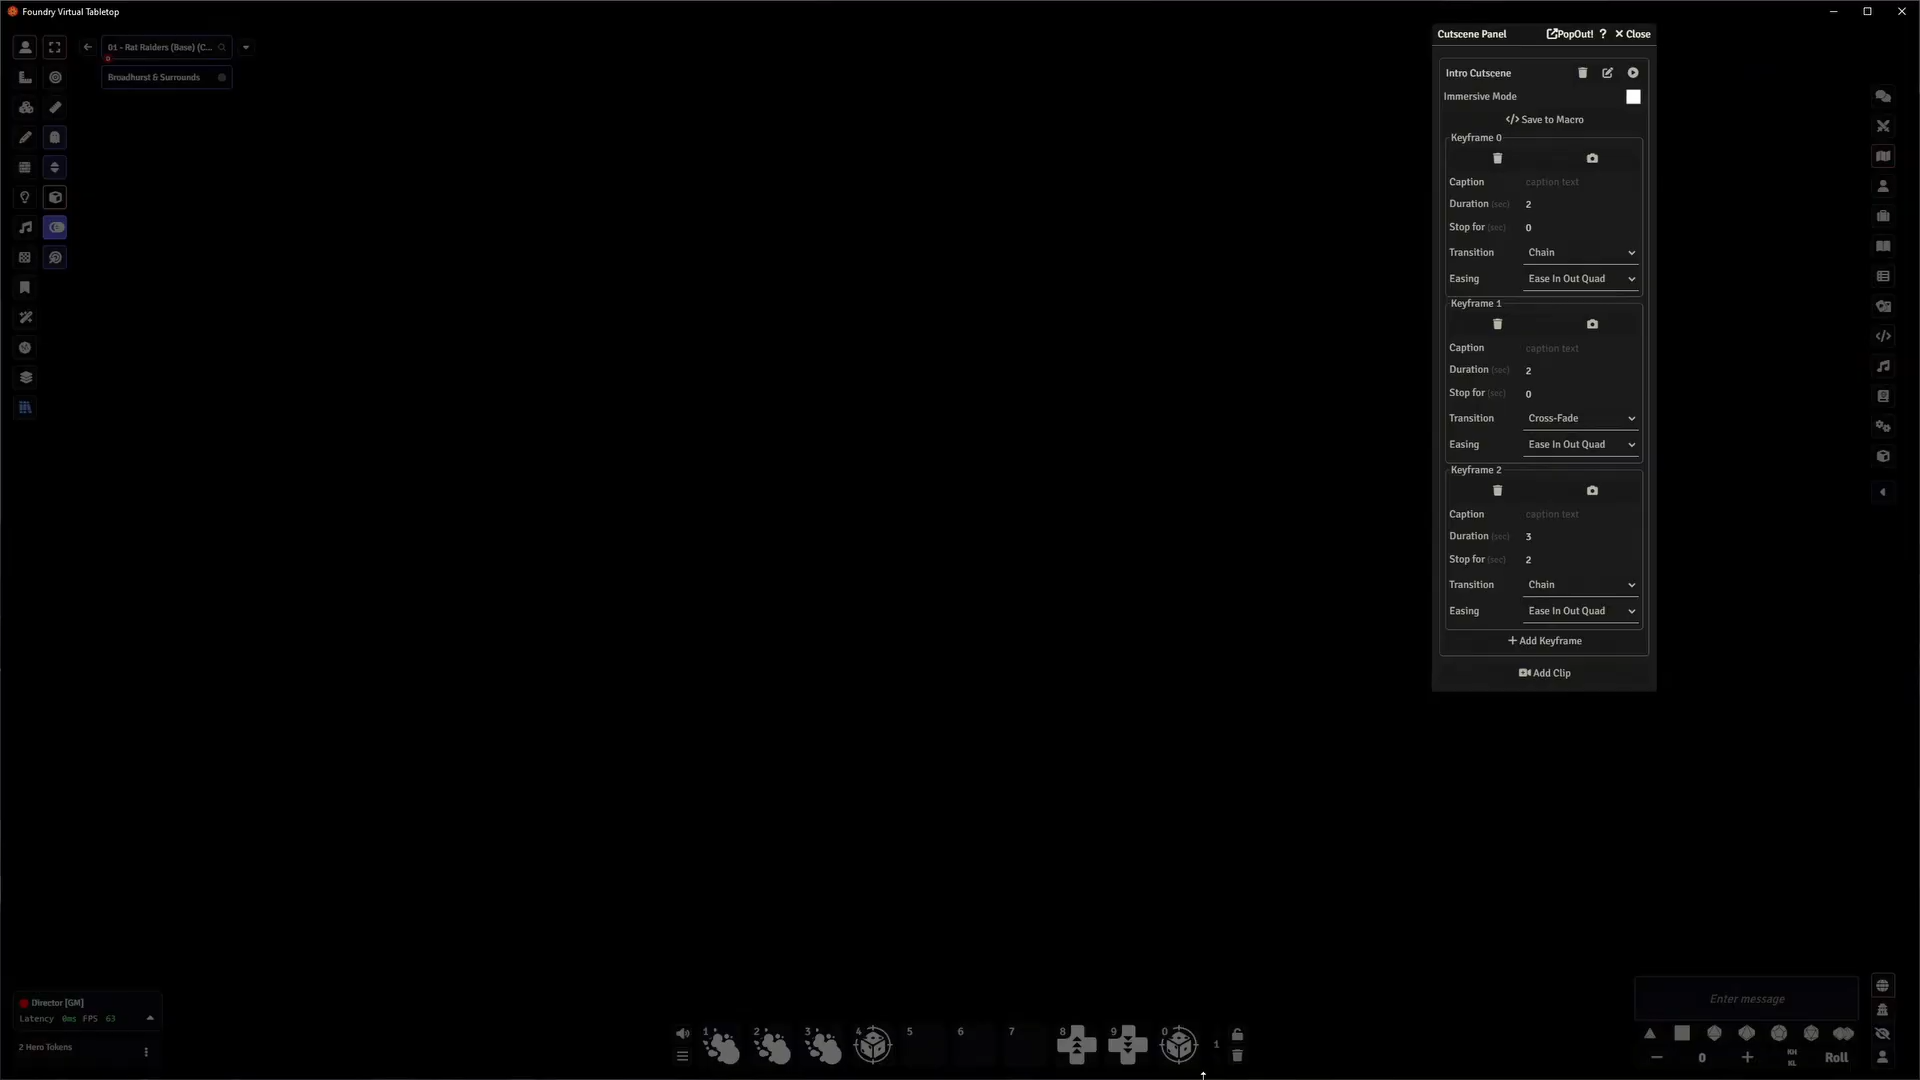 Foundry Virtual Tabletop
01 - Rat Raiders (Base) (C...
0
Broadhurst & Surrounds
Cutscene Panel PopOut! ? Close
Intro Cutscene
Immersive Mode
</> Save to Macro
Keyframe 0
Caption caption text
Duration (sec) 2
Stop for (sec) 0
Transition Chain
Easing Ease In Out Quad
Keyframe 1
Caption caption text
Duration (sec) 2
Stop for (sec) 0
Transition Cross-Fade
Easing Ease In Out Quad
Keyframe 2
Caption caption text
Duration (sec) 3
Stop for (sec) 2
Transition Chain
Easing Ease In Out Quad
+ Add Keyframe
Add Clip
Director [GM]
Latency 0ms FPS 63
2 Hero Tokens
1 2 3 4 5 6 7 8 9 0
1
Enter message
0 KH Roll
KL